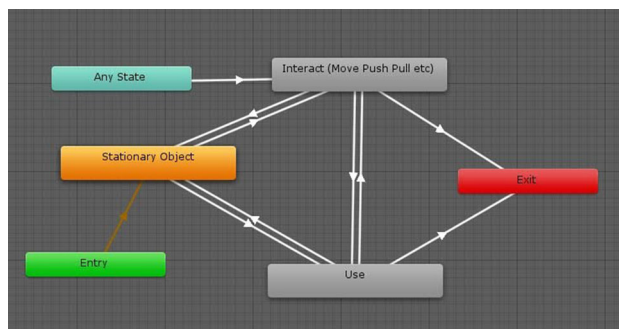 Interact (Move Push Pull etc)
Any State
Stationary Object
Exit
Entry
Use